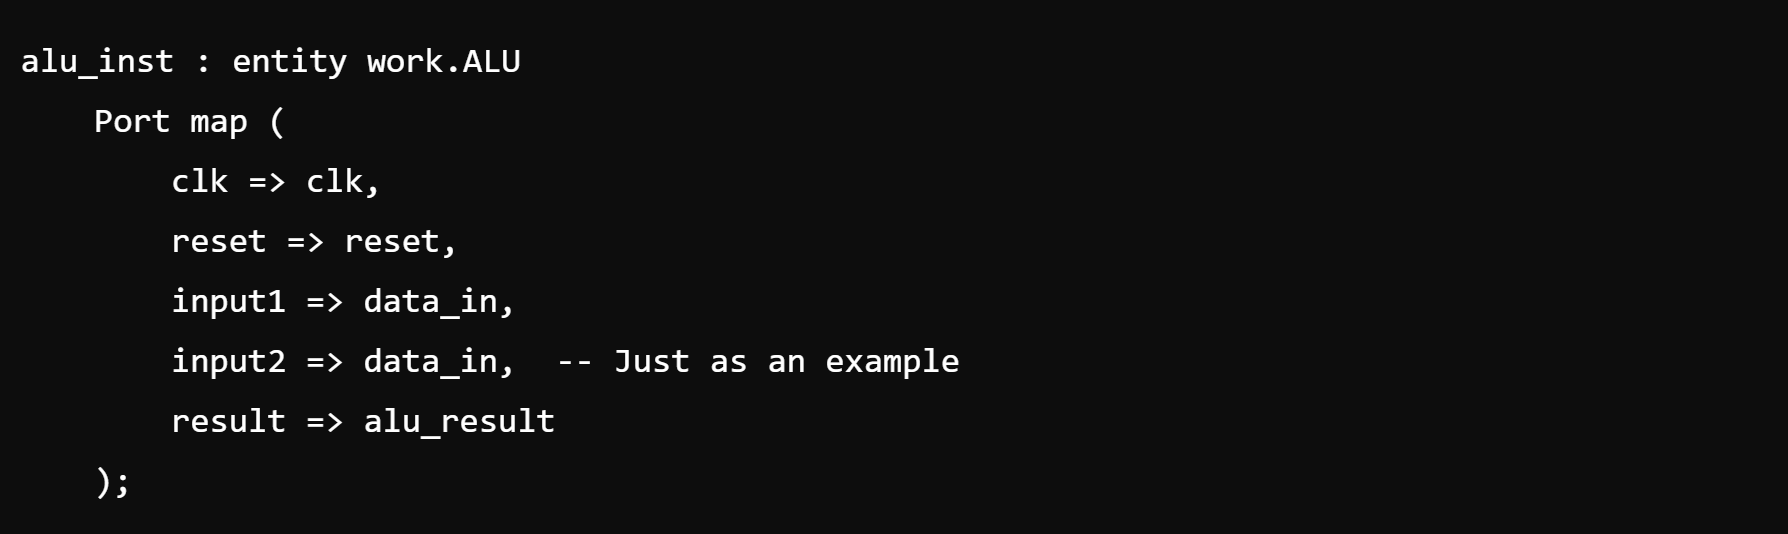 alu_inst : entity work.ALU
    Port map (
        clk => clk,
        reset => reset,
        input1 => data_in,
        input2 => data_in,  -- Just as an example
        result => alu_result
    );